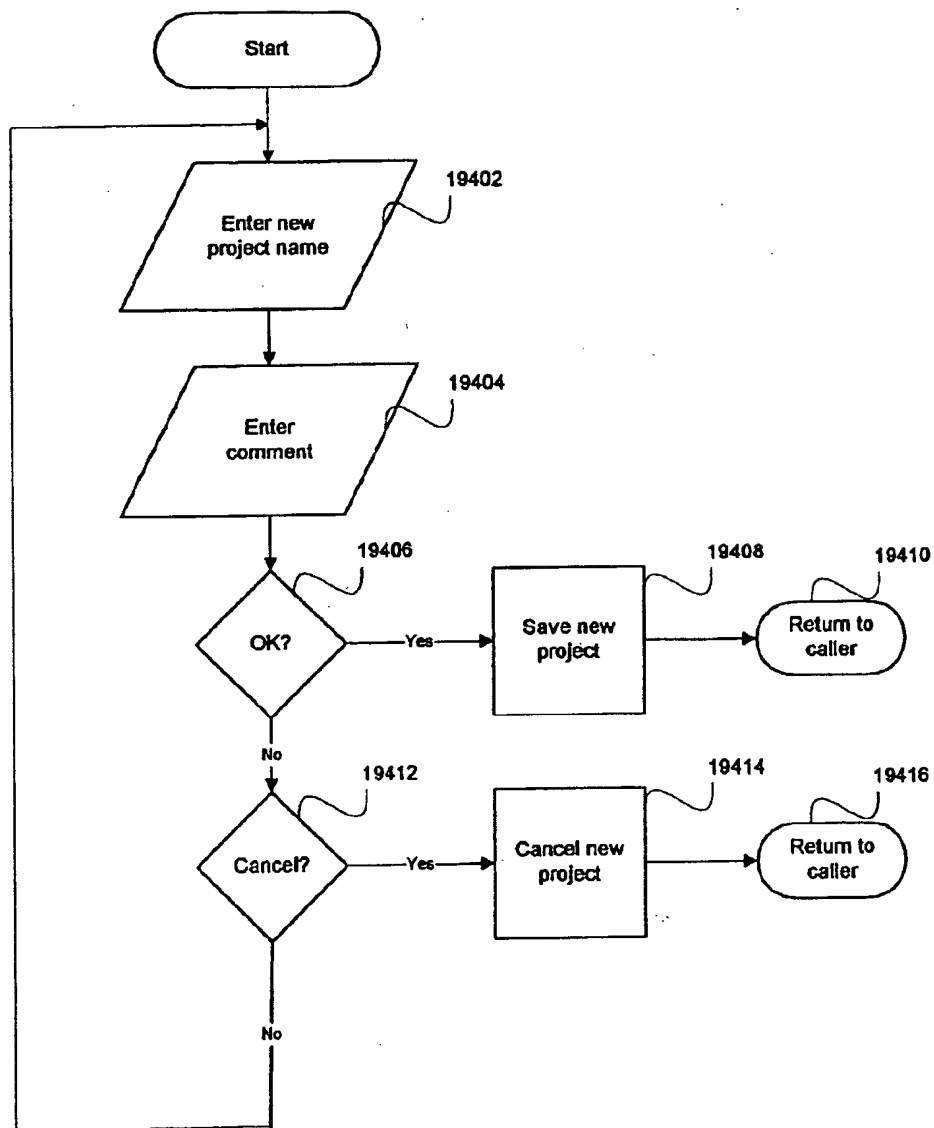 Start
19402
Enter new
project name
19404
Enter
comment
19406
OK?
Yes
19408
Save new
project
19410
Return to
caller
No
19412
Cancel?
Yes
19414
Cancel new
project
19416
Return to
caller
No